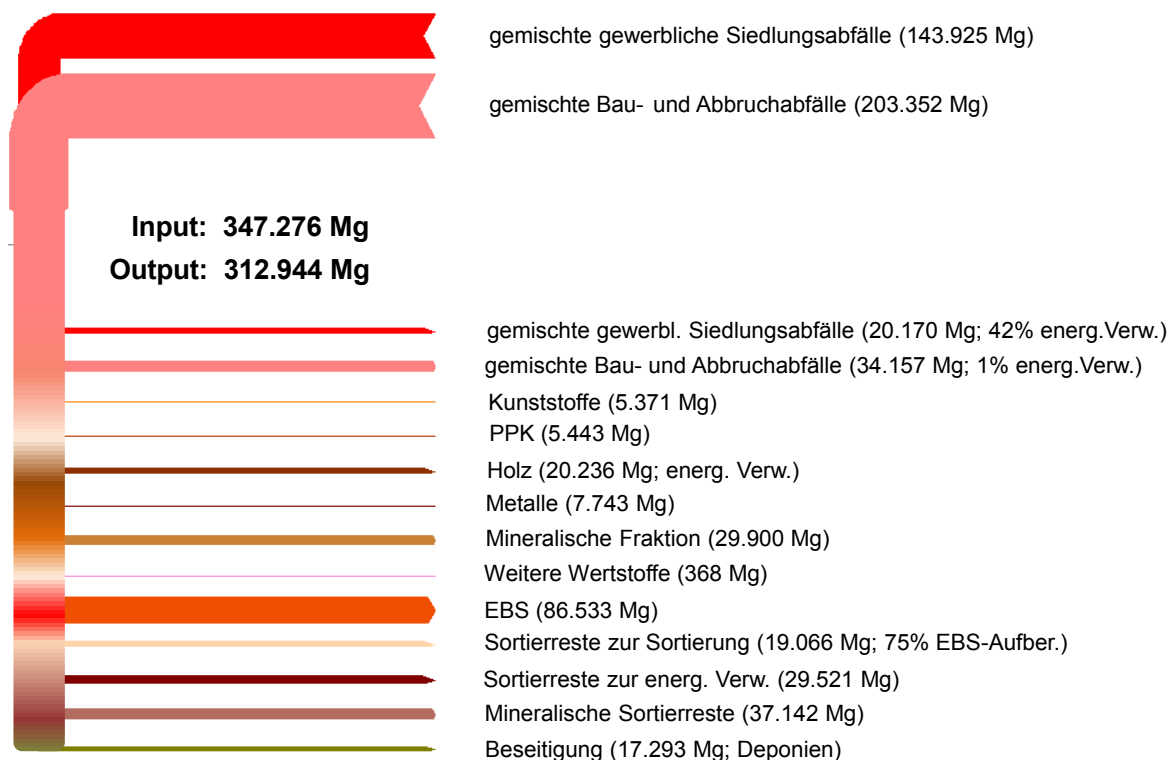 gemischte gewerbliche Siedlungsabfälle (143.925 Mg)
gemischte Bau- und Abbruchabfälle (203.352 Mg)
Input: 347.276 Mg
Output: 312.944 Mg
gemischte gewerbl. Siedlungsabfälle (20.170 Mg; 42% energ.Verw.)
gemischte Bau- und Abbruchabfälle (34.157 Mg; 1% energ.Verw.)
Kunststoffe (5.371 Mg)
PPK (5.443 Mg)
Holz (20.236 Mg; energ. Verw.)
Metalle (7.743 Mg)
Mineralische Fraktion (29.900 Mg)
Weitere Wertstoffe (368 Mg)
EBS (86.533 Mg)
Sortierreste zur Sortierung (19.066 Mg; 75% EBS-Aufber.)
Sortierreste zur energ. Verw. (29.521 Mg)
Mineralische Sortierreste (37.142 Mg)
Beseitigung (17.293 Mg; Deponien)